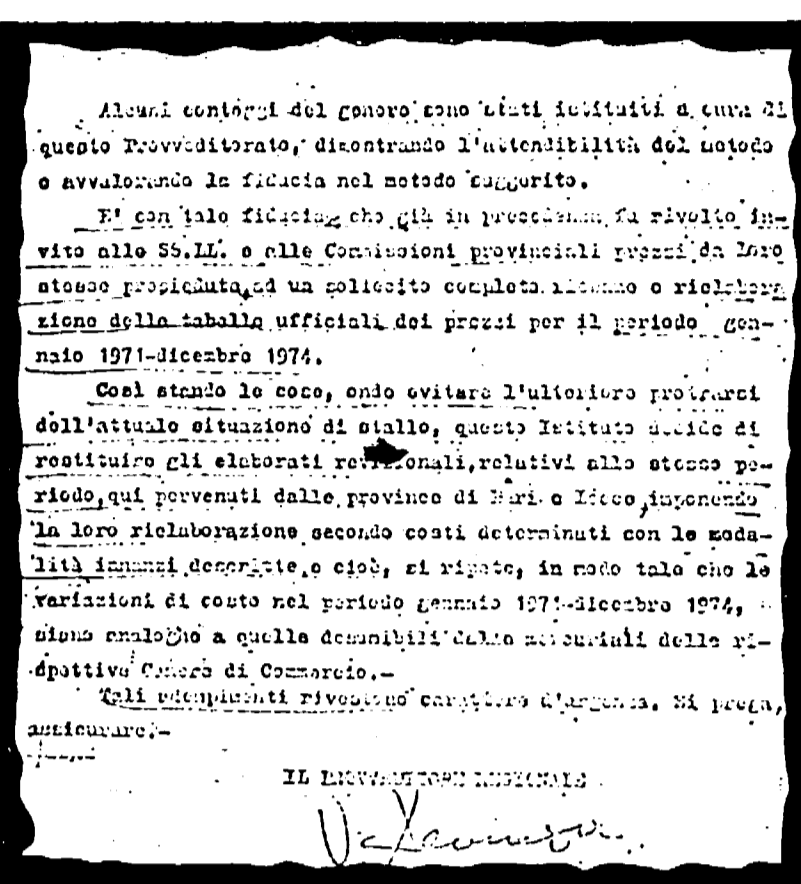 Alcuni conteggi del genere sono stati istituiti a cura di
questo Provveditorato, dimostrando l'attendibilità del metodo
e avvalorando la fiducia nel metodo suggerito.
E' con tale fiducia, che già in precedenza fu rivolto in-
vito alle SS.LL. e alle Commissioni provinciali prezzi da Loro
stesse presiedute, ad un sollecito completo riesame e rielabora
zione delle tabelle ufficiali dei prezzi per il periodo gen-
naio 1971-dicembre 1974.
Così stando le cose, onde evitare l'ulteriore protrarsi
dell'attuale situazione di stallo, questo Istituto decide di
restituire gli elaborati revisionali, relativi allo stesso pe-
riodo, qui pervenuti dalle province di Bari e Lecce, imponendo
la loro rielaborazione secondo costi determinati con le moda-
lità innanzi descritte, e cioè, si ripete, in modo tale che le
variazioni di costo nel periodo gennaio 1971-dicembre 1974,
siano analoghe a quelle desumibili dalle mercuriali delle ri-
spettive Camere di Commercio.-
Tali adempimenti rivestono carattere d'urgenza. Si prega,
assicurare.-
IL PROVVEDITORE REGIONALE